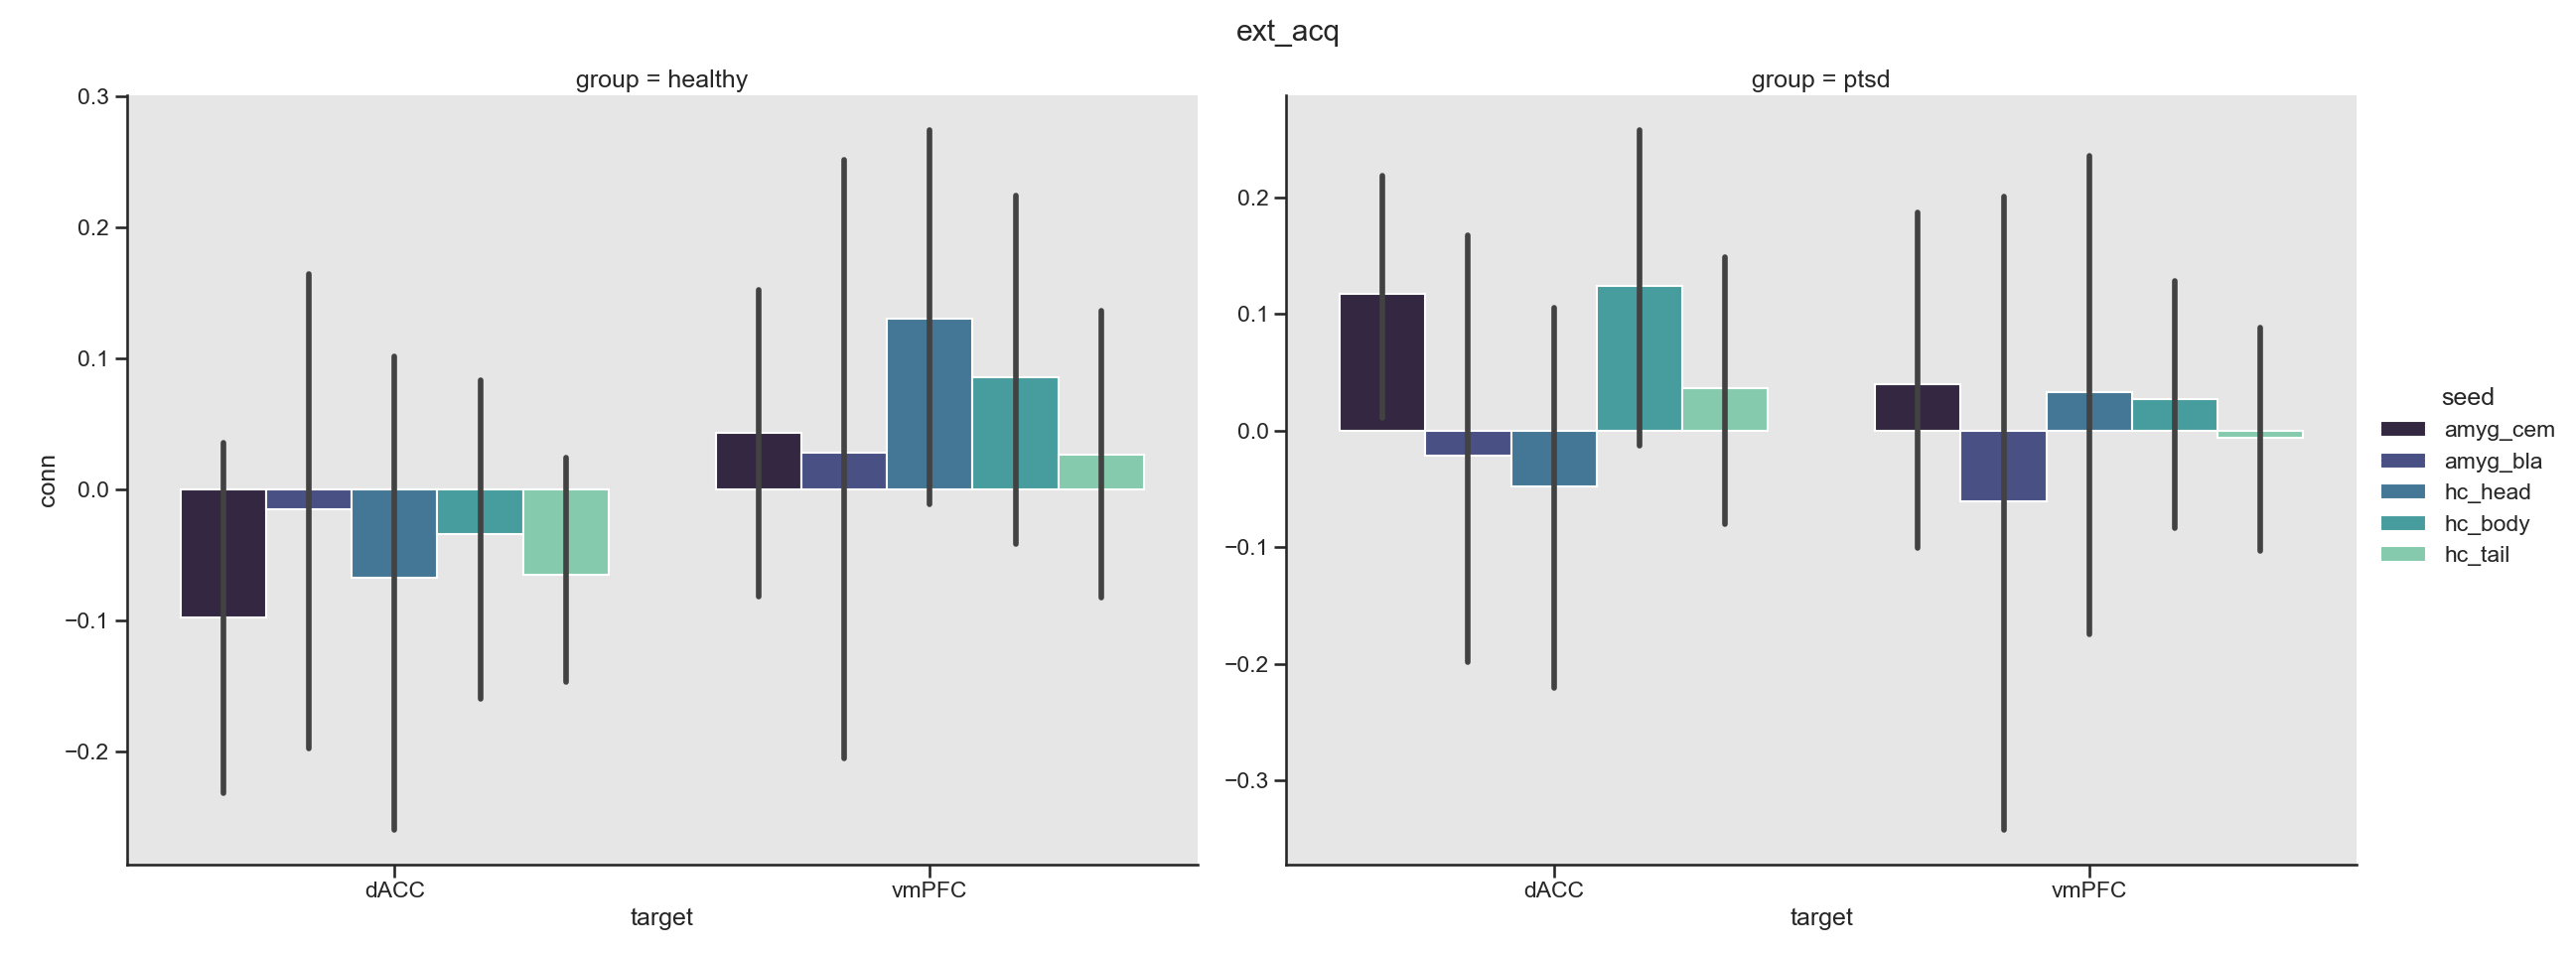 ext_acq
group = healthy
group = ptsd
conn
0.3
0.2
0.1
0.0
−0.1
−0.2
dACC
vmPFC
target
0.2
0.1
0.0
−0.1
−0.2
−0.3
dACC
vmPFC
target
seed
amyg_cem
amyg_bla
hc_head
hc_body
hc_tail